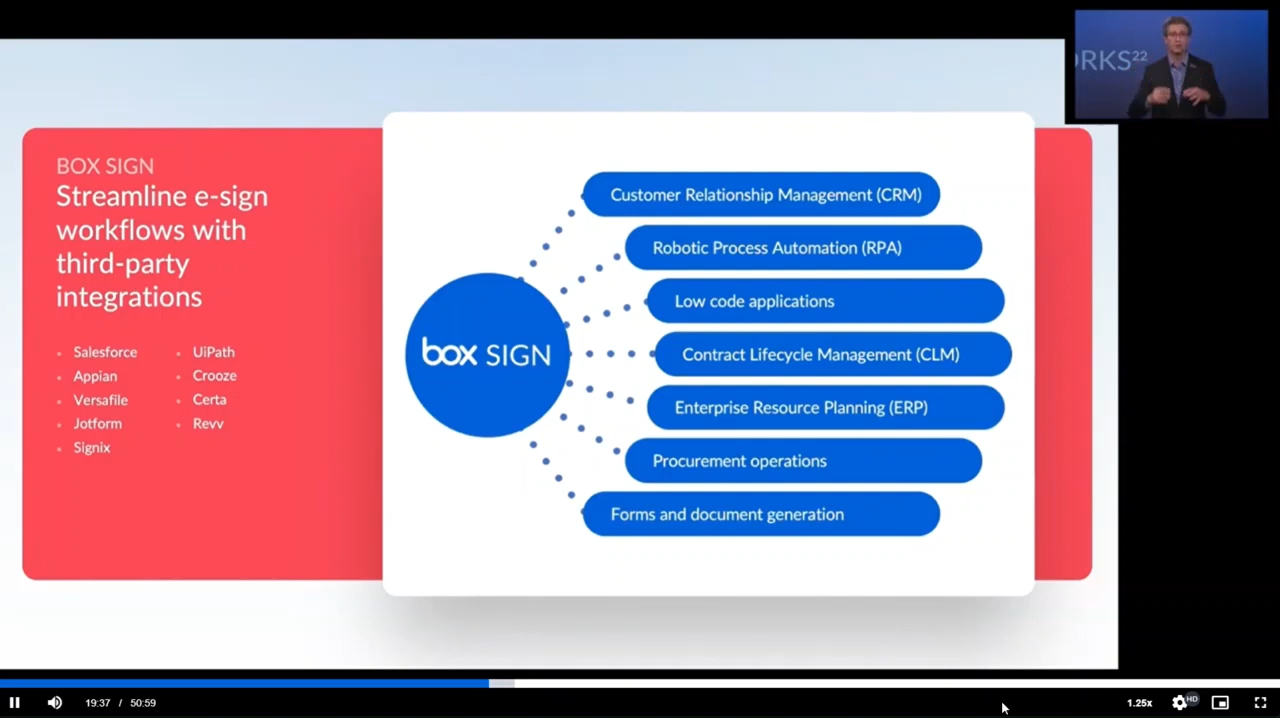 ORKS²²
BOX SIGN
Streamline e-sign
workflows with
third-party
integrations
Salesforce
Appian
Versafile
Jotform
Signix
UiPath
Crooze
Certa
Revv
box SIGN
Customer Relationship Management (CRM)
Robotic Process Automation (RPA)
Low code applications
Contract Lifecycle Management (CLM)
Enterprise Resource Planning (ERP)
Procurement operations
Forms and document generation
19:37 / 50:59
1.25x
HD